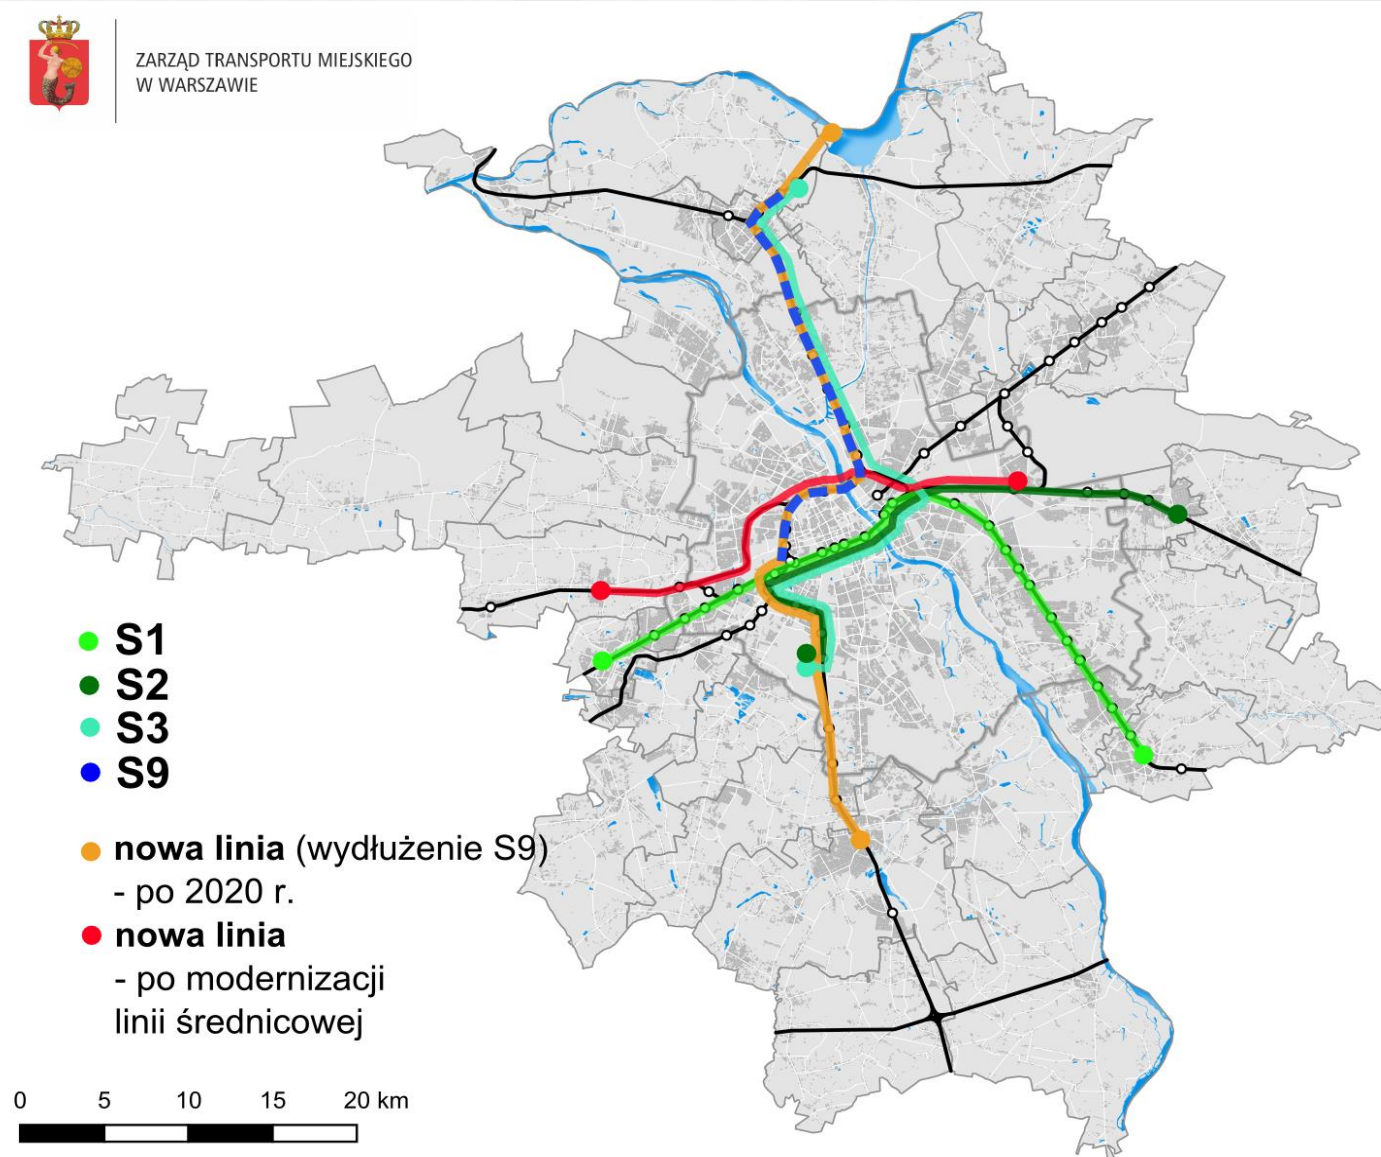 ZARZĄD TRANSPORTU MIEJSKIEGO
W WARSZAWIE
S1
S2
S3
S9
nowa linia (wydłużenie S9)
- po 2020 r.
nowa linia
- po modernizacji
linii średnicowej
0 5 10 15 20 km